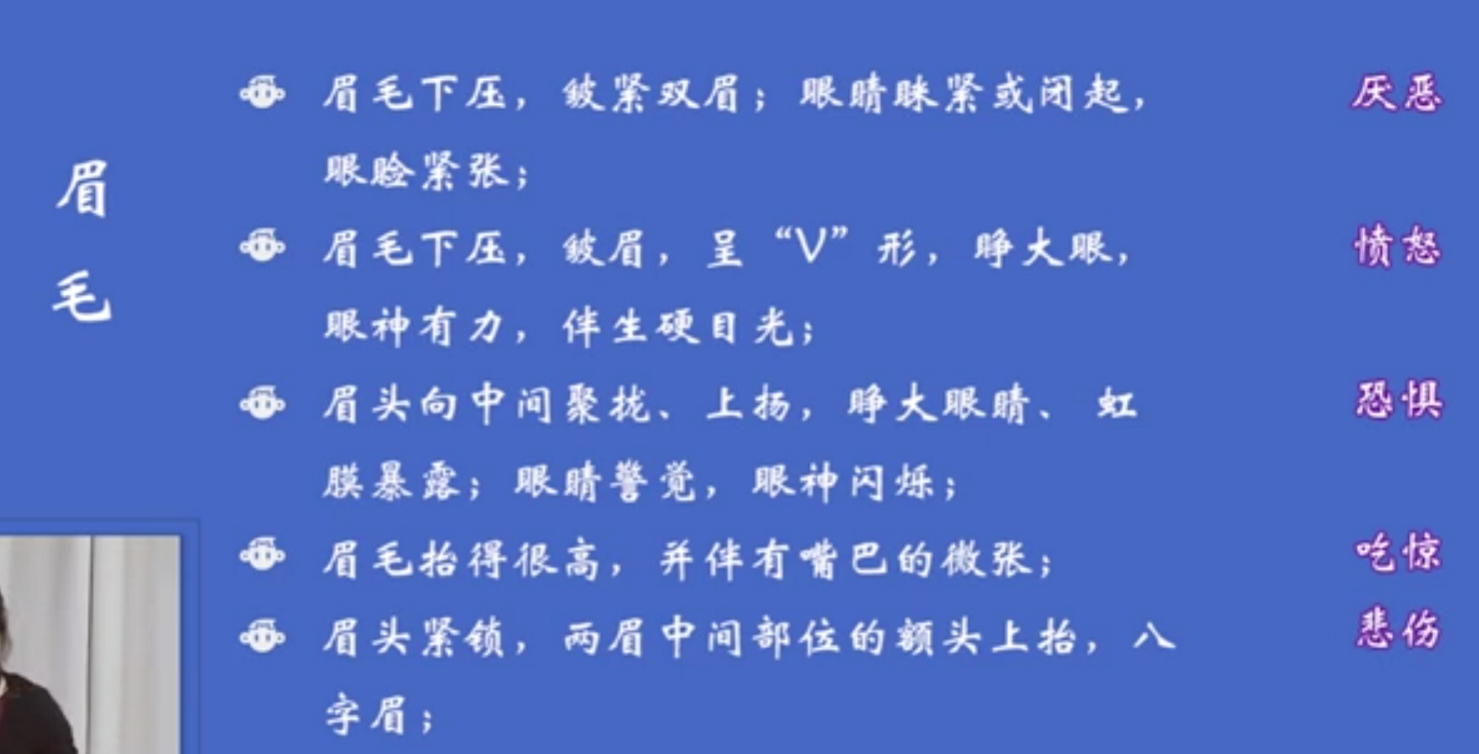 眉毛
眉毛下压，皱紧双眉；眼睛眯紧或闭起，
厌恶
眼睑紧张；
眉毛下压，皱眉，呈“V”形，睁大眼，
愤怒
眼神有力，伴生硬目光；
眉头向中间聚拢、上扬，睁大眼睛、 虹
恐惧
膜暴露；眼睛警觉，眼神闪烁；
眉毛抬得很高，并伴有嘴巴的微张；
吃惊
眉头紧锁，两眉中间部位的额头上抬，八
悲伤
字眉；